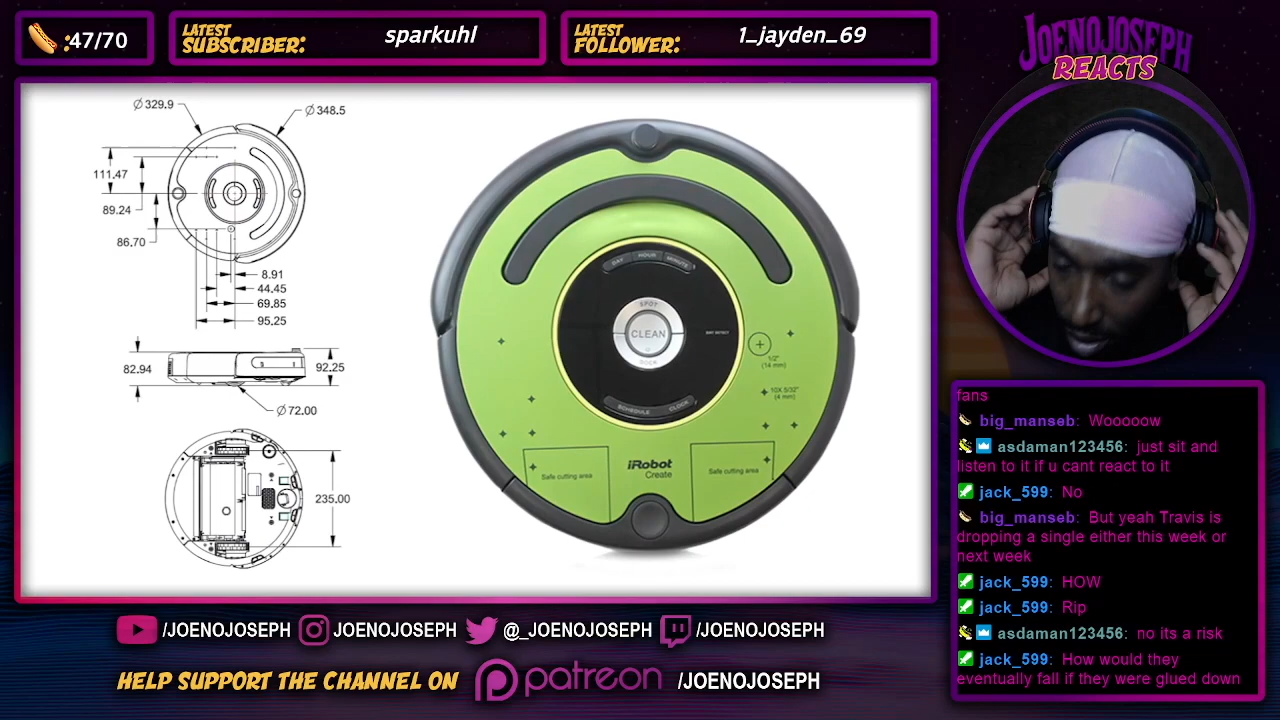 :47/70
LATEST
SUBSCRIBER:
sparkuhl
LATEST
FOLLOWER:
1_jayden_69
JOENOJOSEPH
REACTS
Ø 329.9
Ø 348.5
111.47
89.24
86.70
8.91
44.45
69.85
95.25
82.94
92.25
Ø 72.00
235.00
DAY HOUR MINUTE
SPOT
CLEAN
DOCK
SCHEDULE CLOCK
1/2"
(14 mm)
10X 5/32"
(4 mm)
Safe cutting area
iRobot
Create
Safe cutting area
fans
big_manseb: Wooooow
asdaman123456: just sit and
listen to it if u cant react to it
jack_599: No
big_manseb: But yeah Travis is
dropping a single either this week or
next week
jack_599: HOW
jack_599: Rip
asdaman123456: no its a risk
jack_599: How would they
eventually fall if they were glued down
/JOENOJOSEPH JOENOJOSEPH @_JOENOJOSEPH /JOENOJOSEPH
HELP SUPPORT THE CHANNEL ON patreon /JOENOJOSEPH